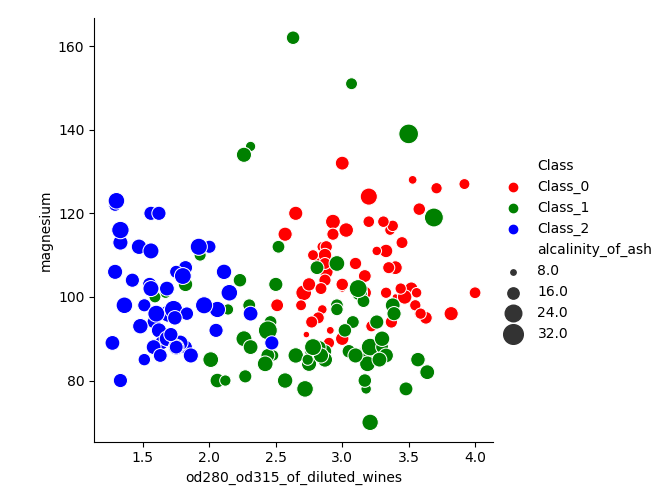 160
140
120
100
80
magnesium
1.5 2.0 2.5 3.0 3.5 4.0
od280_od315_of_diluted_wines
Class
Class_0
Class_1
Class_2
alcalinity_of_ash
8.0
16.0
24.0
32.0